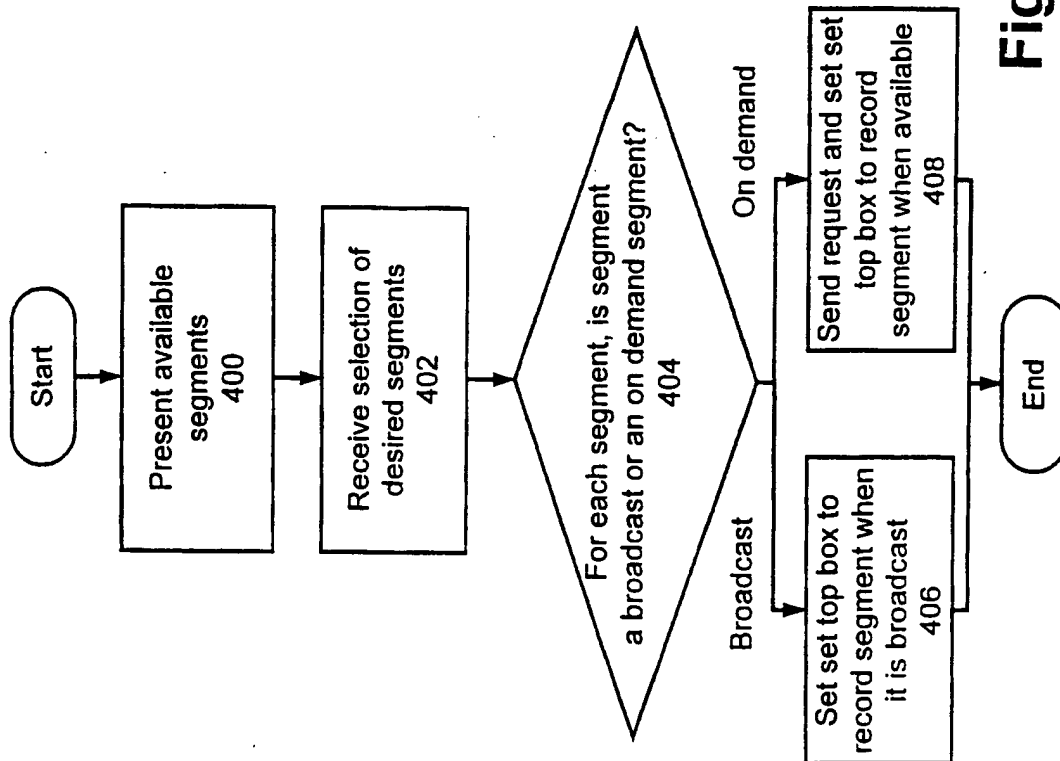 Start
Present available
segments
400
Receive selection of
desired segments
402
For each segment, is segment
a broadcast or an on demand segment?
404
Broadcast
On demand
Set set top box to
record segment when
it is broadcast
406
Send request and set set
top box to record
segment when available
408
End
Fig